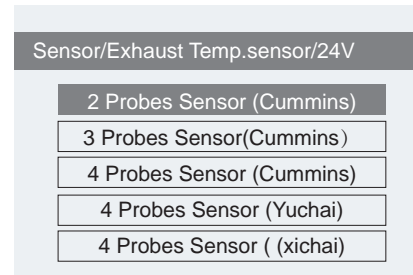 Sensor/Exhaust Temp.sensor/24V
2 Probes Sensor (Cummins)
3 Probes Sensor(Cummins）
4 Probes Sensor (Cummins)
4 Probes Sensor (Yuchai)
4 Probes Sensor ( (xichai)